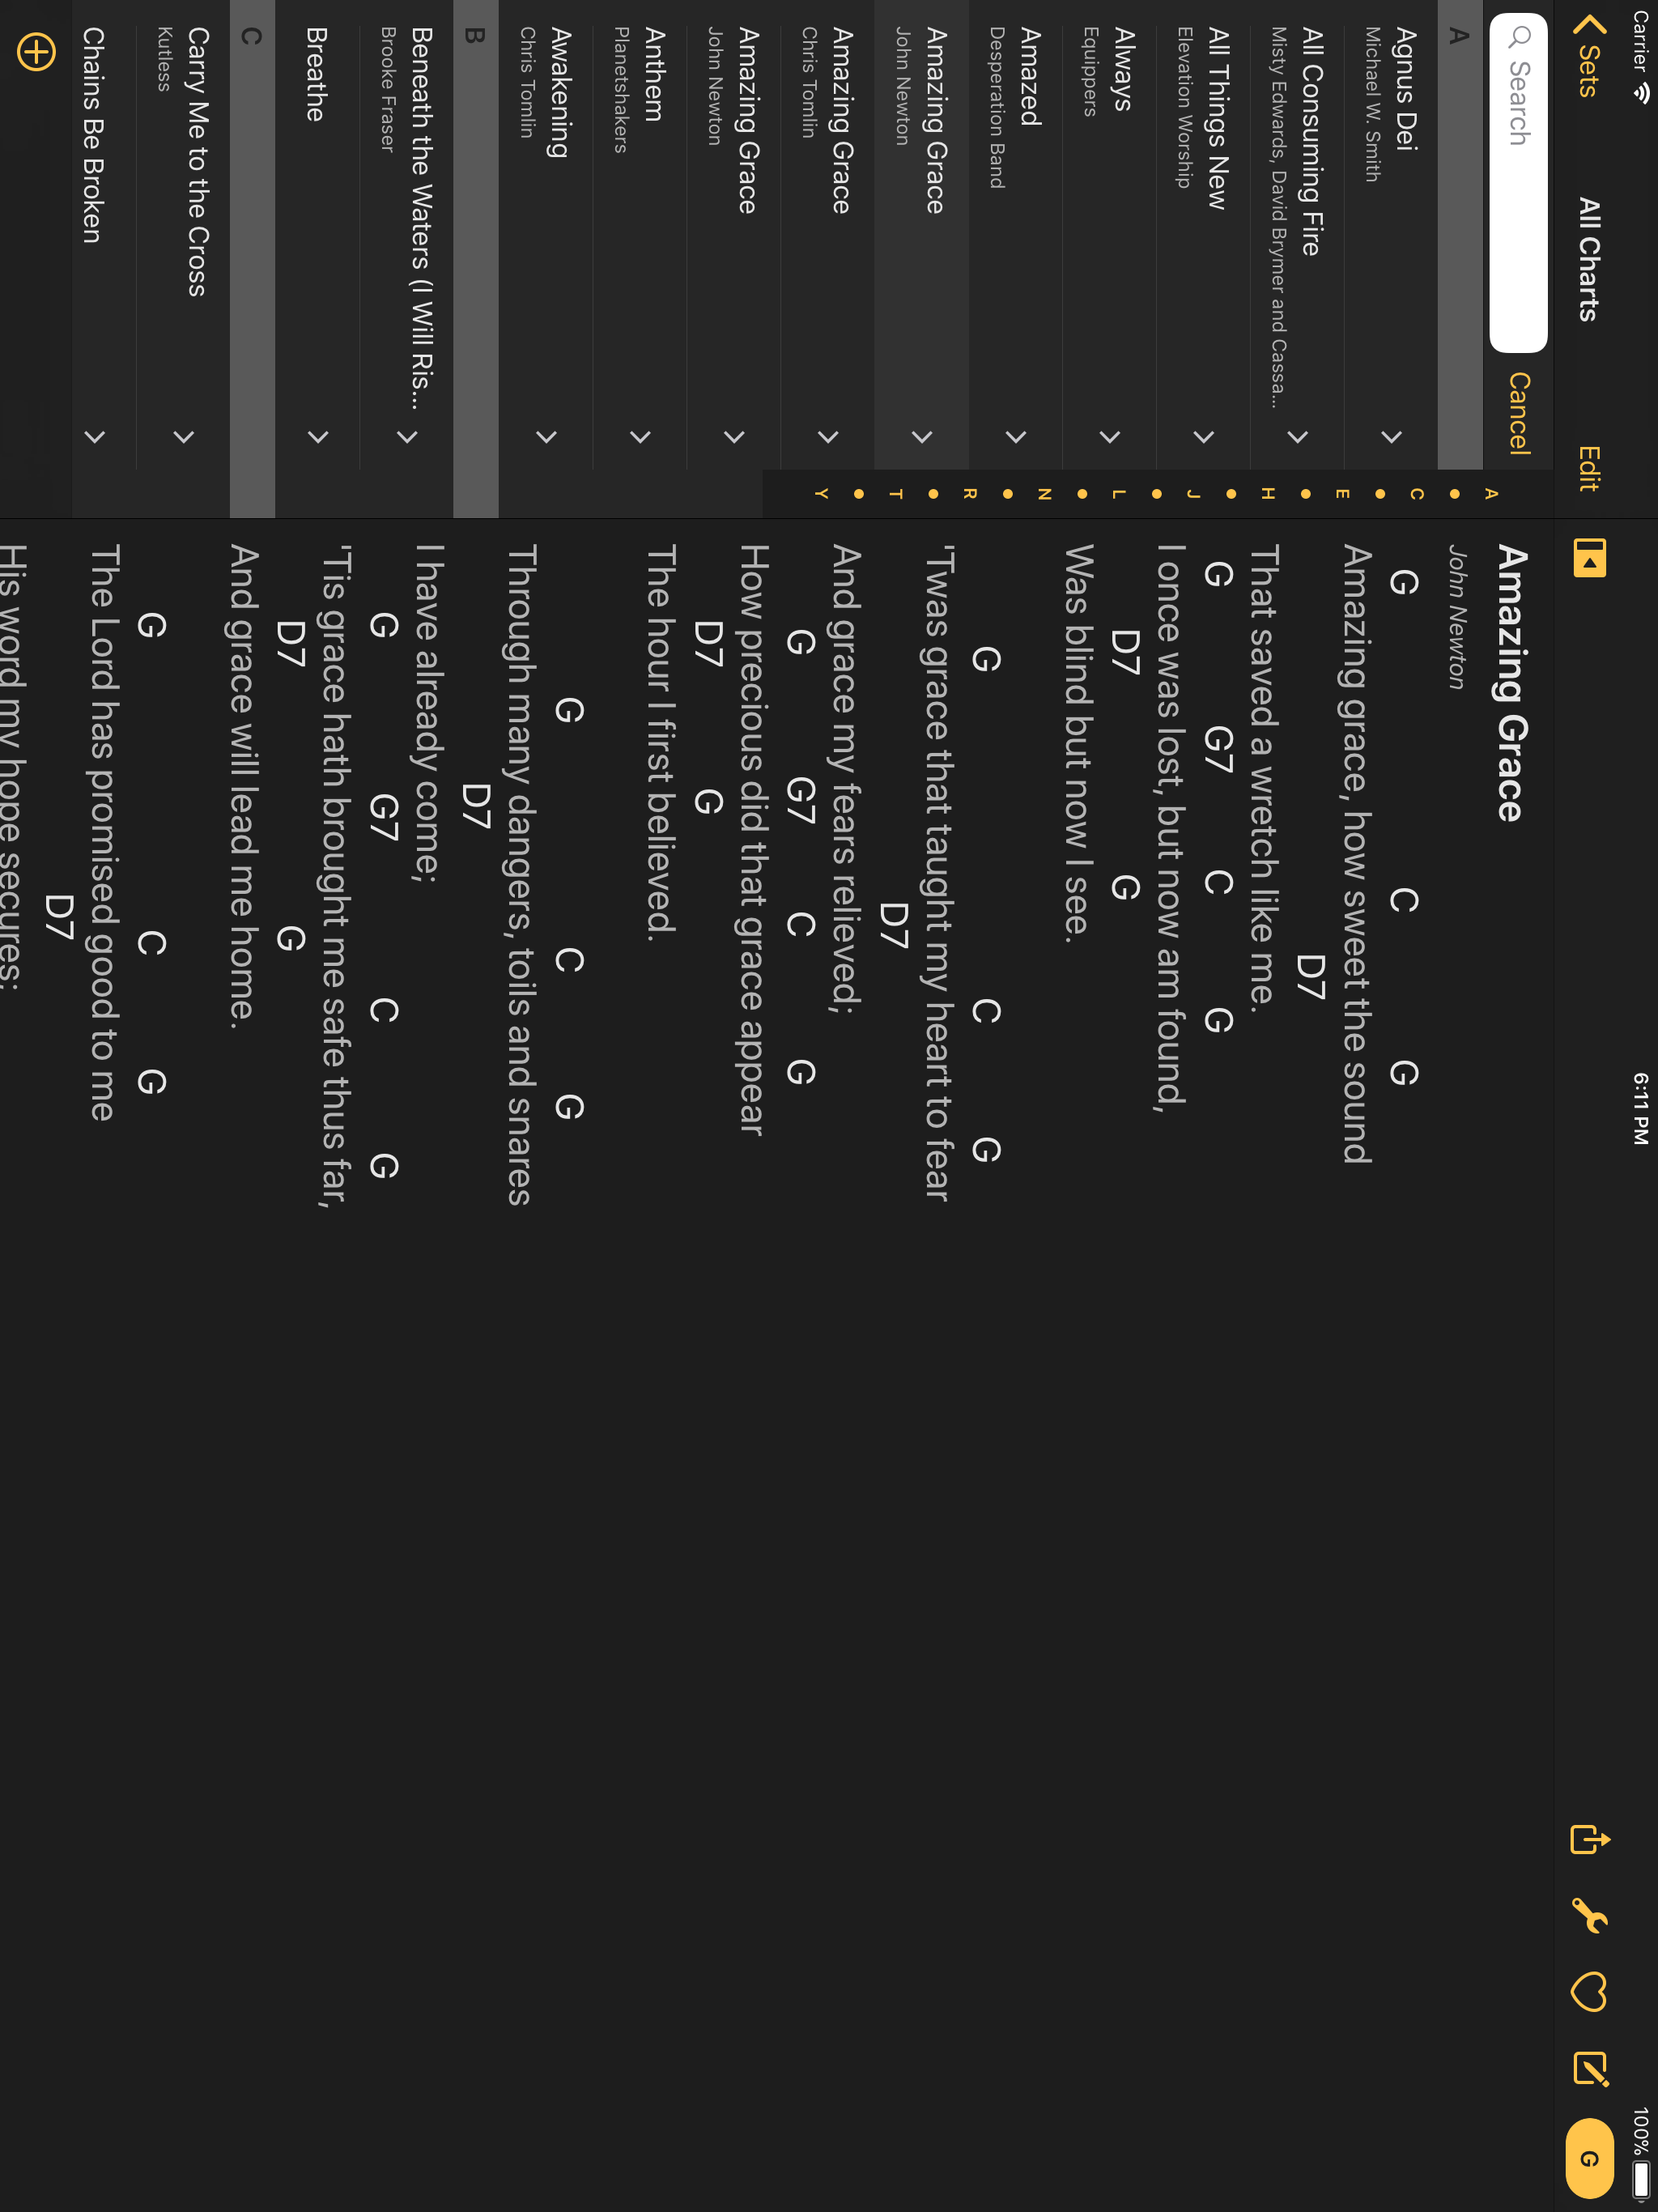 Carrier
6:11 PM
100%
Sets
All Charts
Edit
G
Search
Cancel
A
Agnus Dei
Michael W. Smith
All Consuming Fire
Misty Edwards, David Brymer and Cassa...
All Things New
Elevation Worship
Always
Equippers
Amazed
Desperation Band
Amazing Grace
John Newton
Amazing Grace
Chris Tomlin
Amazing Grace
John Newton
Anthem
Planetshakers
Awakening
Chris Tomlin
B
Beneath the Waters (I Will Ris...
Brooke Fraser
Breathe
C
Carry Me to the Cross
Kutless
Chains Be Broken
A
C
E
H
J
L
N
R
T
Y
Amazing Grace
John Newton
G C G
Amazing grace, how sweet the sound
D7
That saved a wretch like me.
G G7 C G
I once was lost, but now am found,
D7 G
Was blind but now I see.
G C G
'Twas grace that taught my heart to fear
D7
And grace my fears relieved;
G G7 C G
How precious did that grace appear
D7 G
The hour I first believed.
G C G
Through many dangers, toils and snares
D7
I have already come;
G G7 C G
'Tis grace hath brought me safe thus far,
D7 G
And grace will lead me home.
G C G
The Lord has promised good to me
D7
His word my hope secures;